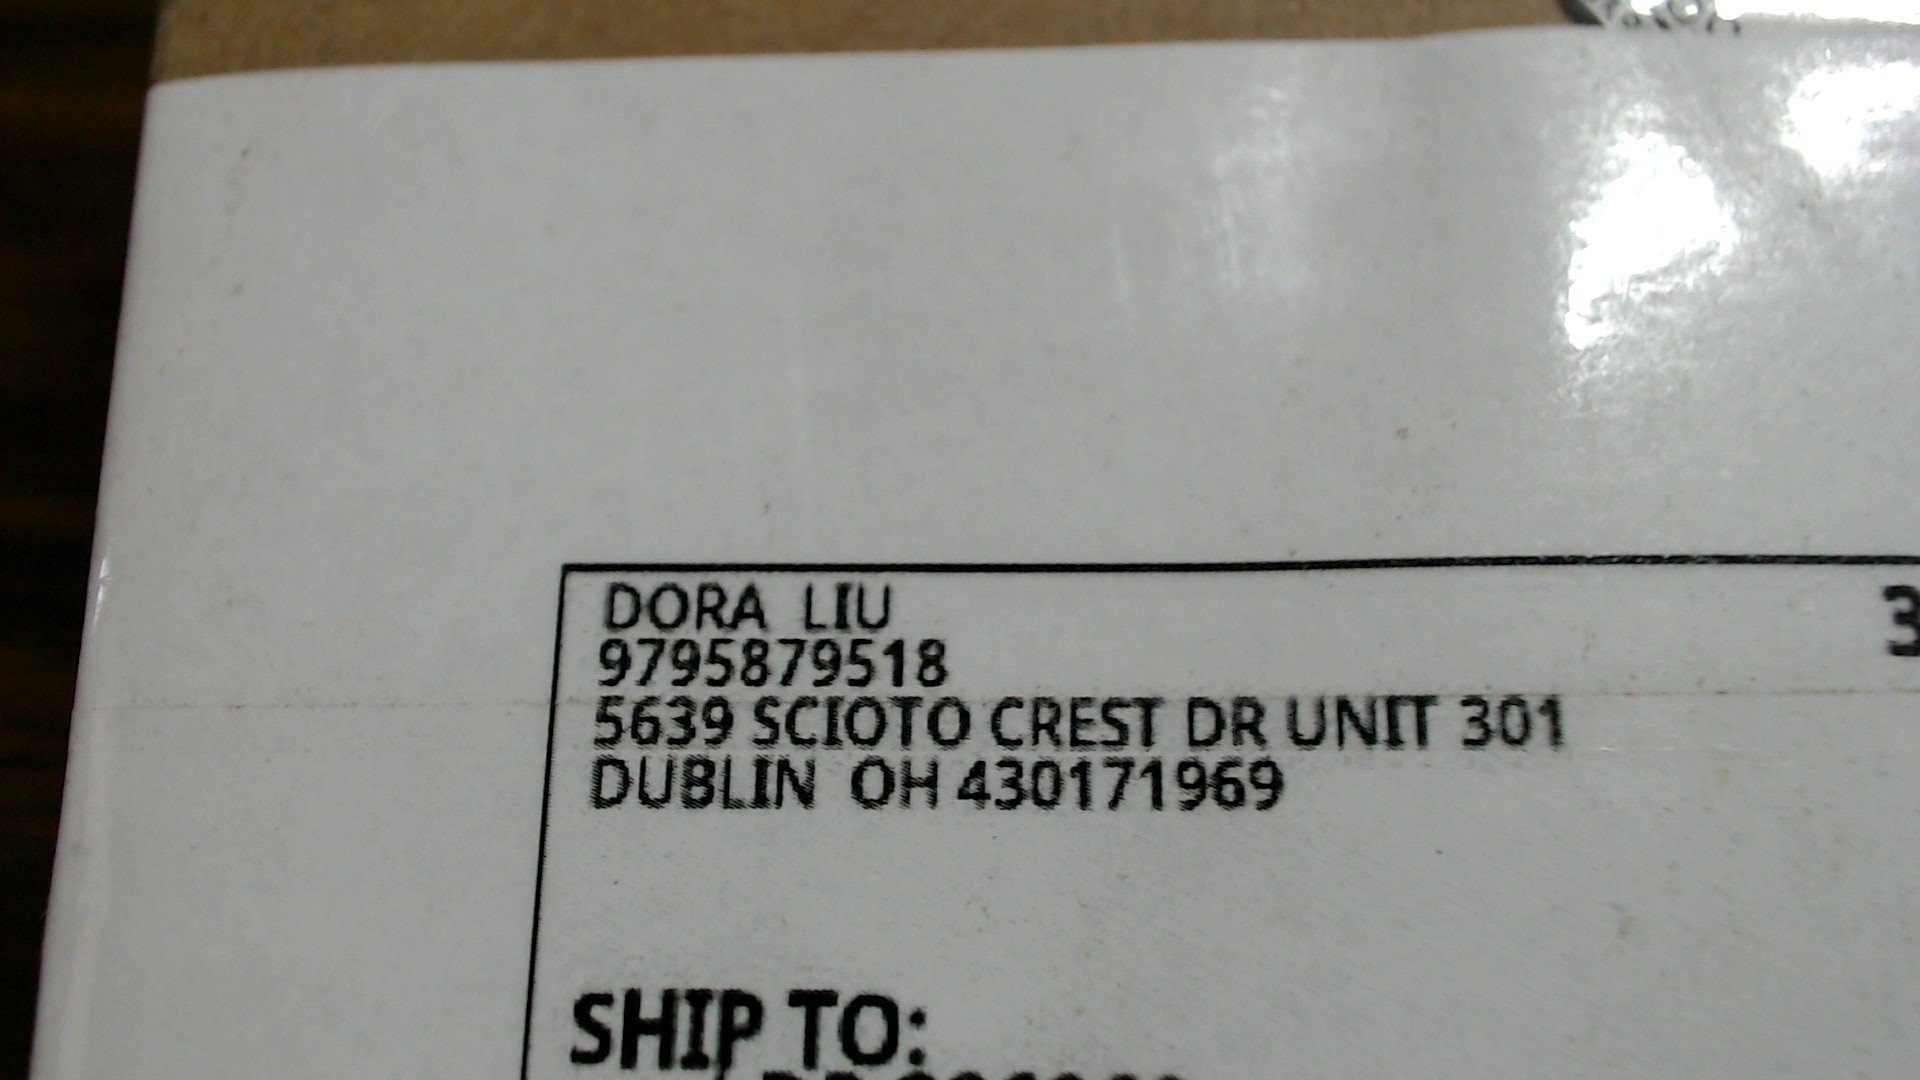 DORA LIU
9795879518
5639 SCIOTO CREST DR UNIT 301
DUBLIN OH 430171969
SHIP TO: